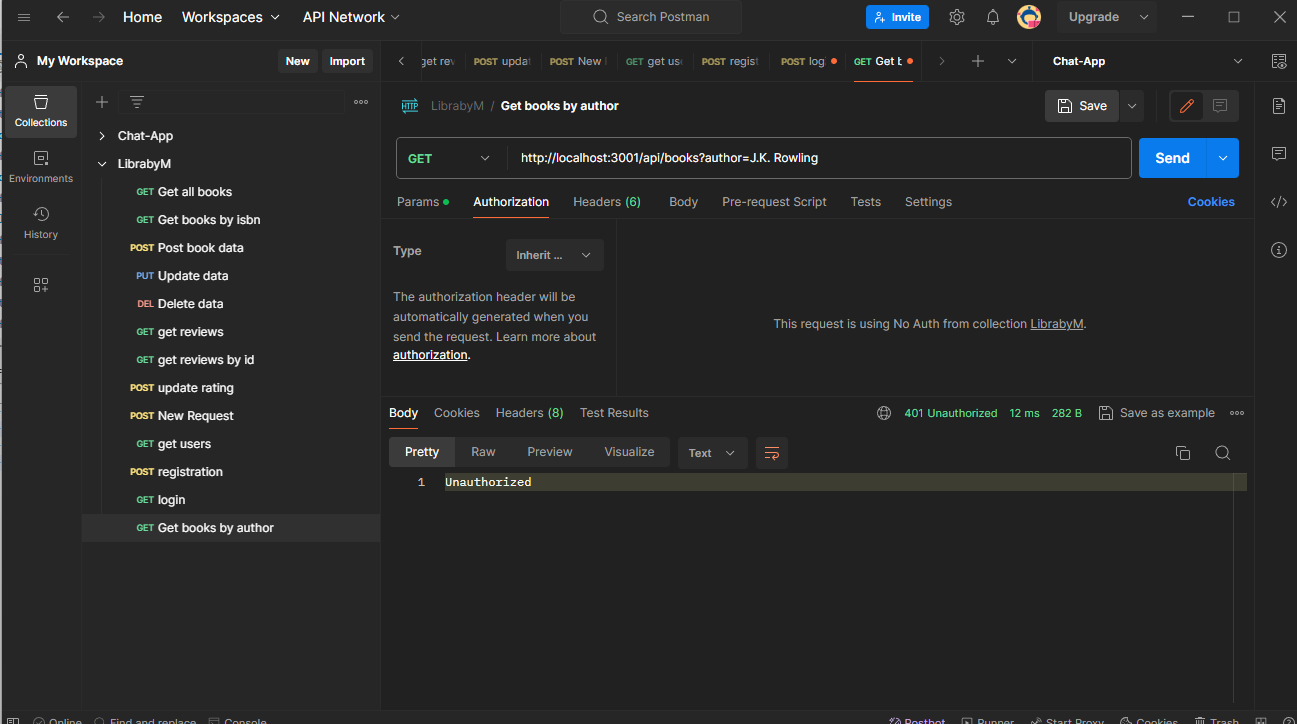 Home Workspaces API Network Search Postman Invite Upgrade
My Workspace New Import get rev POST updat POST New I GET get us POST regist POST log GET Get b Chat-App
Collections
Environments
History
Chat-App
LibrabyM
GET Get all books
GET Get books by isbn
POST Post book data
PUT Update data
DEL Delete data
GET get reviews
GET get reviews by id
POST update rating
POST New Request
GET get users
POST registration
GET login
GET Get books by author
HTTP LibrabyM / Get books by author Save
GET http://localhost:3001/api/books?author=J.K. Rowling Send
Params Authorization Headers (6) Body Pre-request Script Tests Settings Cookies
Type Inherit ...
The authorization header will be
automatically generated when you
send the request. Learn more about
authorization.
This request is using No Auth from collection LibrabyM.
Body Cookies Headers (8) Test Results 401 Unauthorized 12 ms 282 B Save as example
Pretty Raw Preview Visualize Text
1 Unauthorized
Online Find and replace Console Postbot Runner Start Proxy Cookies Trash